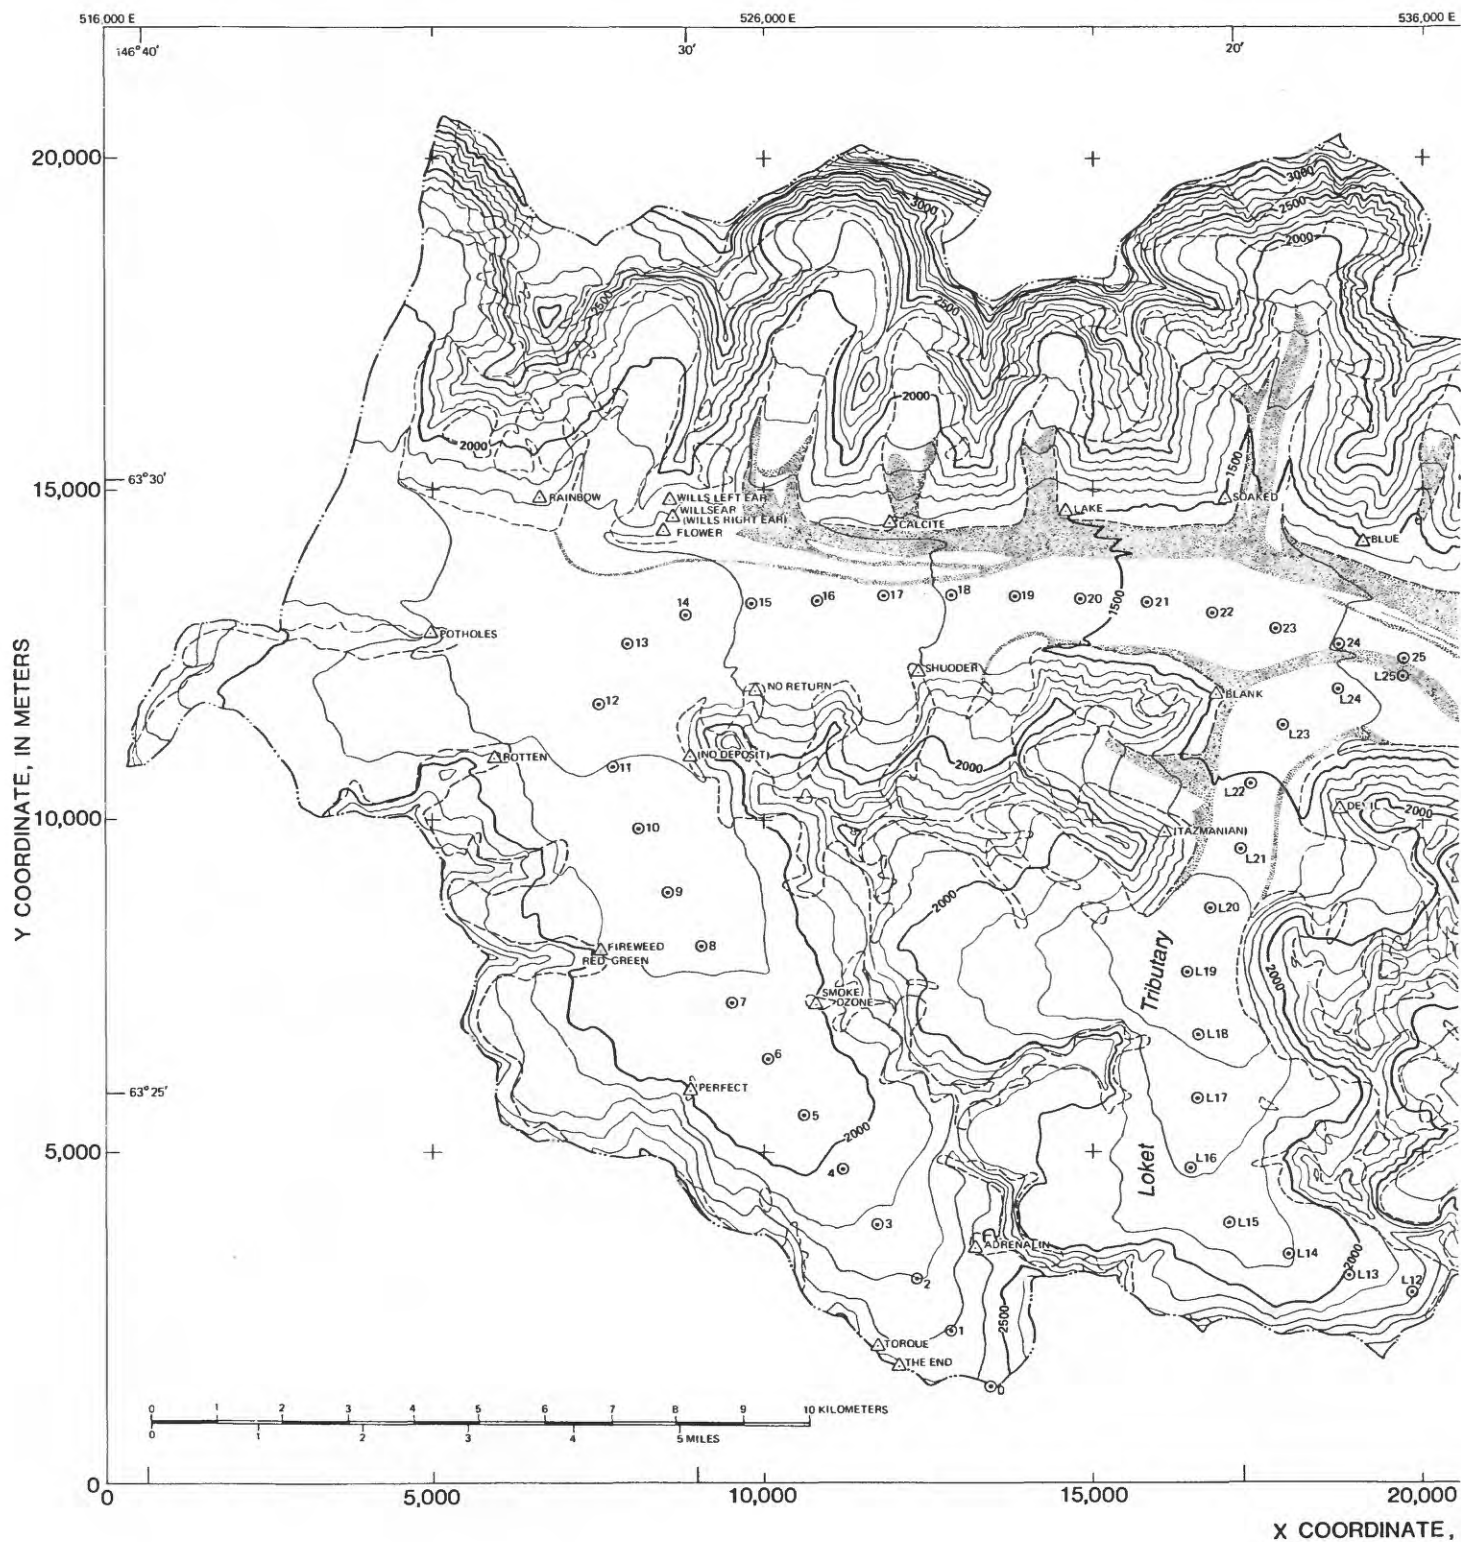 516,000 E
526,000 E
536,000 E
146°40'
30'
20'
20,000
3000
2500
2000
3000
2500
2500
2000
2000
1500
63°30'
15,000
RAINBOW
WILLS LEFT EAR
WILLSEAR
(WILLS RIGHT EAR)
FLOWER
CALCITE
LAKE
SOAKED
BLUE
14
15
16
17
18
19
20
21
22
23
24
25
1500
POTHOLES
13
SHUODER
NO RETURN
BLANK
L25
L24
12
L23
ROTTEN
(NO DEPOSIT)
11
2000
L22
DEVIL
2000
10,000
10
(TAZMANIAN)
L21
9
2000
L20
FIREWEED
RED GREEN
8
2000
L19
SMOKE
OZONE
7
Tributary
L18
6
63°25'
PERFECT
L17
5
2000
5,000
4
Loket
L16
3
L15
ADRENALIN
L14
2000
L13
L12
2
2500
1
TORQUE
THE END
0
0 1 2 3 4 5 6 7 8 9 10 KILOMETERS
0 1 2 3 4 5 MILES
Y COORDINATE, IN METERS
0
0 5,000 10,000 15,000 20,000
X COORDINATE,